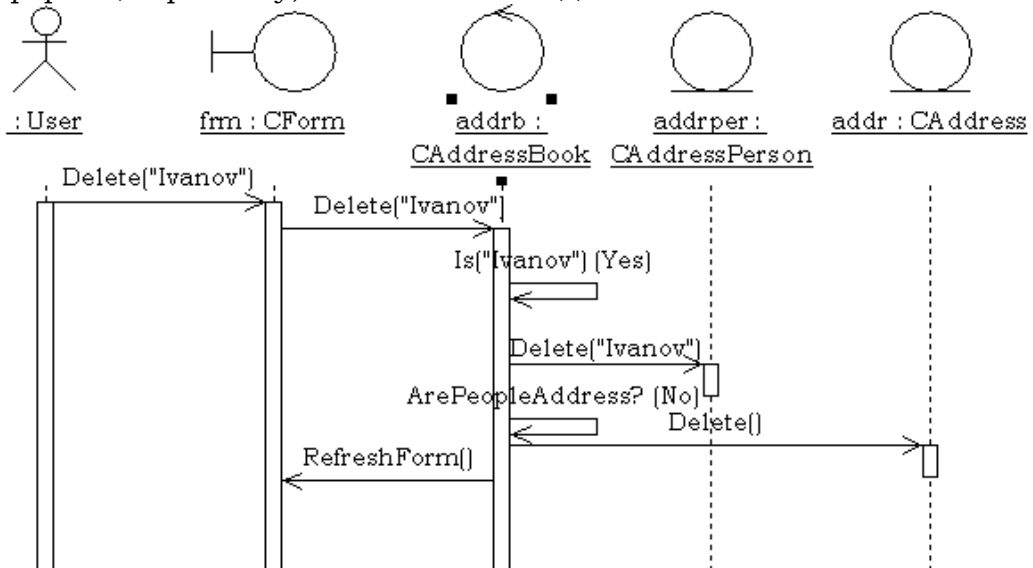 : User
frm : CForm
addrb :
CAddressBook
addrper :
CAddressPerson
addr : CAddress
Delete("Ivanov")
Delete("Ivanov")
Is("Ivanov") (Yes)
Delete("Ivanov")
ArePeopleAddress? (No)
Delete()
RefreshForm()